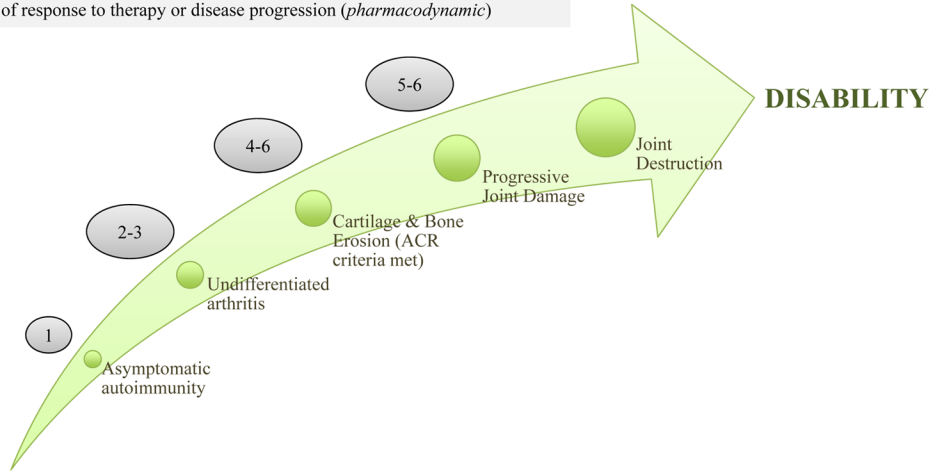 of response to therapy or disease progression (pharmacodynamic)
5-6
DISABILITY
4-6
Joint
Destruction
Progressive
Joint Damage
2-3
Cartilage & Bone
Erosion (ACR
criteria met)
Undifferentiated
arthritis
1
Asymptomatic
autoimmunity